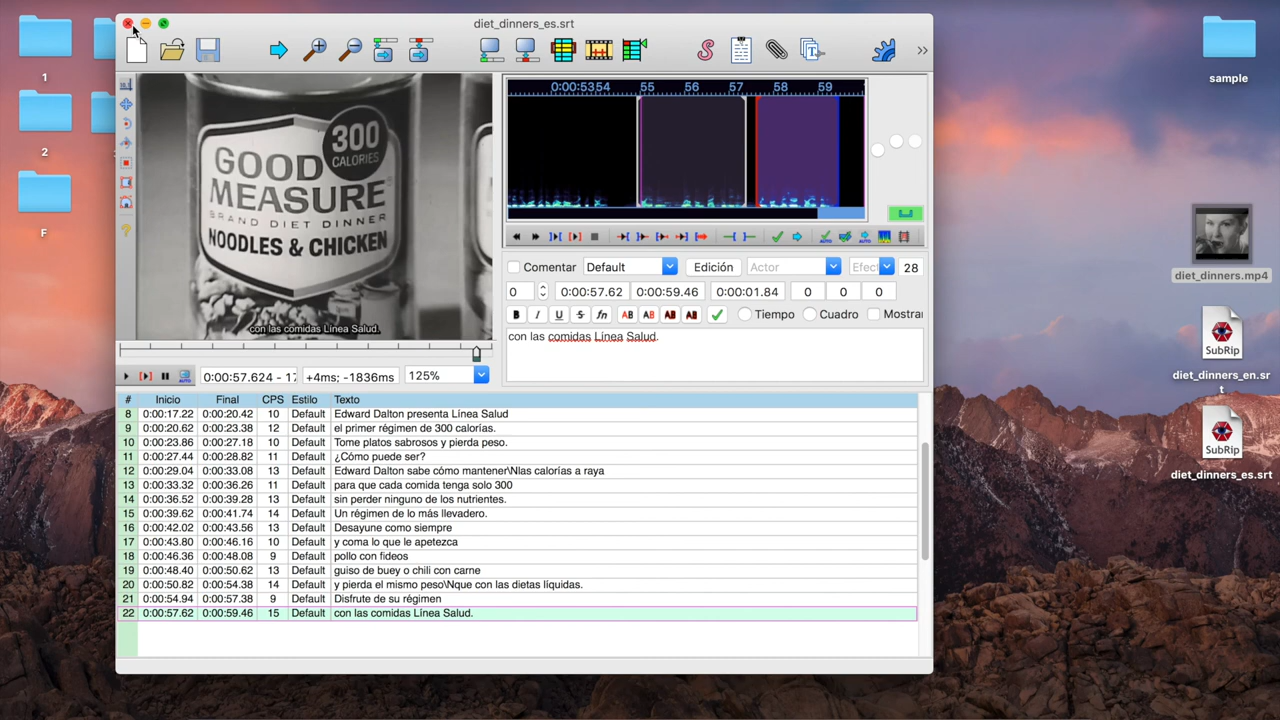 diet_dinners_es.srt
1
2
F
sample
diet_dinners.mp4
SubRip
diet_dinners_en.sr
t
SubRip
diet_dinners_es.srt
300
CALORIES
GOOD
MEASURE
BRAND DIET DINNER
NOODLES & CHICKEN
con las comidas Línea Salud.
0:00:53 54 55 56 57 58 59
Comentar Default Edición Actor Efec 28
0 0:00:57.62 0:00:59.46 0:00:01.84 0 0 0
B I U S fn AB AB AB AB Tiempo Cuadro Mostrar
con las comidas Línea Salud.
0:00:57.624 - 17 +4ms; -1836ms 125%
# Inicio Final CPS Estilo Texto
8 0:00:17.22 0:00:20.42 10 Default Edward Dalton presenta Línea Salud
9 0:00:20.62 0:00:23.38 12 Default el primer régimen de 300 calorías.
10 0:00:23.86 0:00:27.18 10 Default Tome platos sabrosos y pierda peso.
11 0:00:27.44 0:00:28.82 11 Default ¿Cómo puede ser?
12 0:00:29.04 0:00:33.08 13 Default Edward Dalton sabe cómo mantener\Nlas calorías a raya
13 0:00:33.32 0:00:36.26 11 Default para que cada comida tenga solo 300
14 0:00:36.52 0:00:39.28 13 Default sin perder ninguno de los nutrientes.
15 0:00:39.62 0:00:41.74 14 Default Un régimen de lo más llevadero.
16 0:00:42.02 0:00:43.56 13 Default Desayune como siempre
17 0:00:43.80 0:00:46.16 10 Default y coma lo que le apetezca
18 0:00:46.36 0:00:48.08 9 Default pollo con fideos
19 0:00:48.40 0:00:50.62 13 Default guiso de buey o chili con carne
20 0:00:50.82 0:00:54.38 14 Default y pierda el mismo peso\Nque con las dietas líquidas.
21 0:00:54.94 0:00:57.38 9 Default Disfrute de su régimen
22 0:00:57.62 0:00:59.46 15 Default con las comidas Línea Salud.